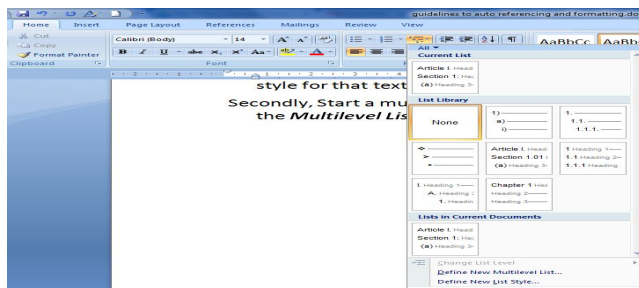 guidelines to auto referencing and formatting.do
Home Insert Page Layout References Mailings Review View
Cut
Copy
Format Painter
Clipboard
Calibri (Body) 14 A A Aa
B I U abc x, x² Aa A
Font
¶ AaBbCc AaBb
All
Current List
Article I. Head
Section 1: Hea
(a) Heading 3-
List Library
None
1)
a)
i)
1.
1.1.
1.1.1.
Article I. Head
Section 1.01
(a) Heading 3-
1 Heading 1
1.1 Heading 2-
1.1.1 Heading
I. Heading 1
A. Heading
1. Headin
Chapter 1 Hea
Heading 2
Heading 3
Lists in Current Documents
Article I. Head
Section 1: Hea
(a) Heading 3-
Change List Level
Define New Multilevel List...
Define New List Style...
style for that text
Secondly, Start a mu
the Multilevel Lis